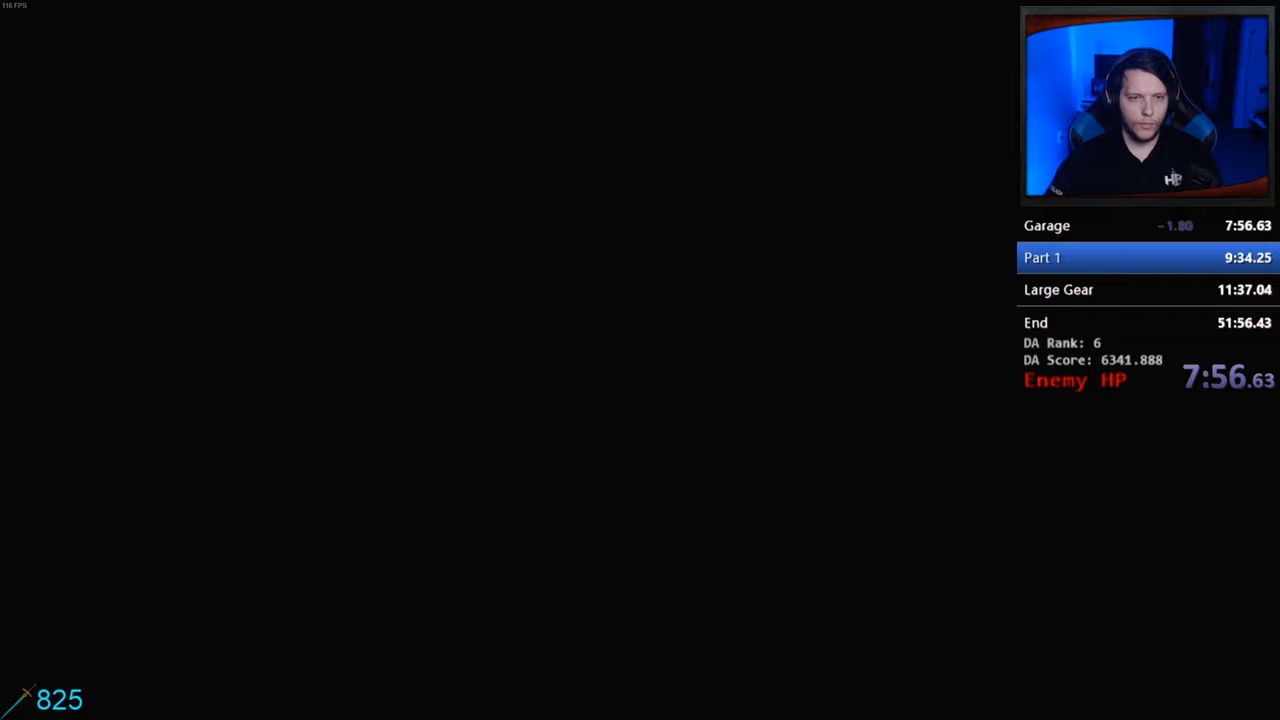 116 FPS
Garage -1.80 7:56.63
Part 1 9:34.25
Large Gear 11:37.04
End 51:56.43
DA Rank: 6
DA Score: 6341.888
Enemy HP 7:56.63
825